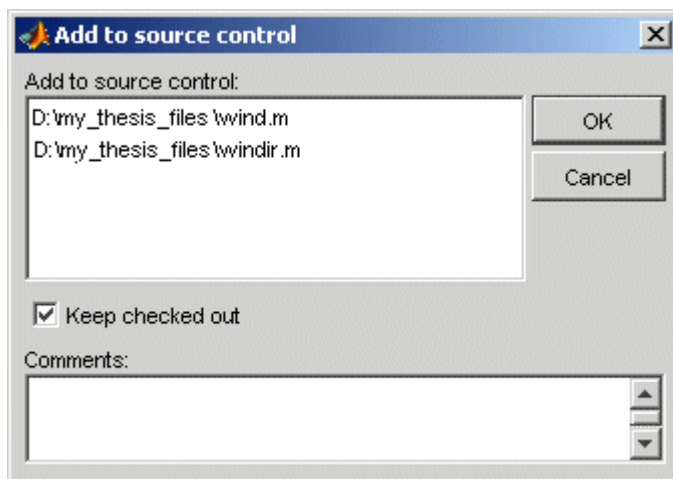 Add to source control
Add to source control:
D:\my_thesis_files \wind.m
D:\my_thesis_files \windir.m
OK
Cancel
Keep checked out
Comments: